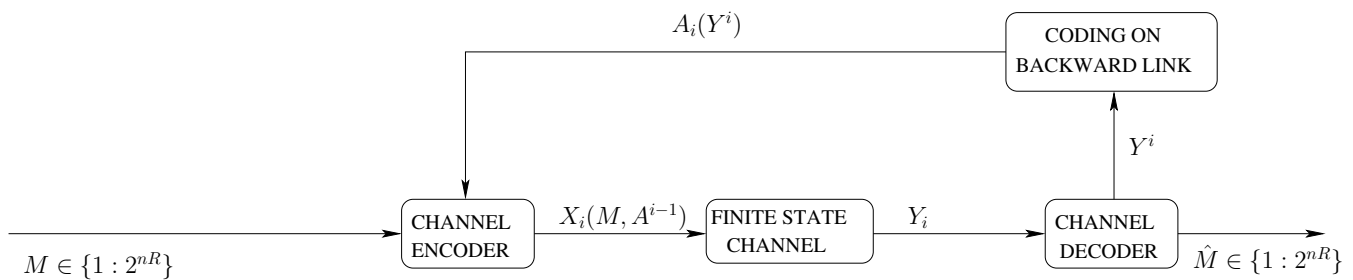 A_i(Y^i)
CODING ON
BACKWARD LINK
Y^i
CHANNEL
ENCODER
X_i(M, A^{i-1})
FINITE STATE
CHANNEL
Y_i
CHANNEL
DECODER
M ∈ {1 : 2^{nR}}
M̂ ∈ {1 : 2^{nR}}